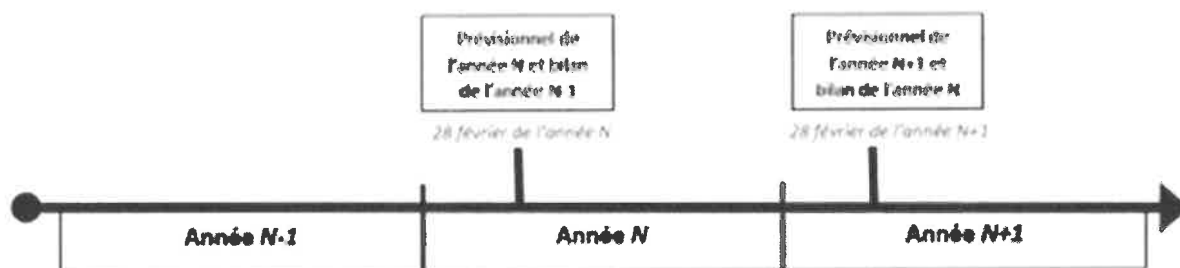 Prévisionnel de
l'année N et bilan
de l'année N-1
Prévisionnel de
l'année N+1 et
bilan de l'année N
28 février de l'année N
28 février de l'année N+1
Année N-1
Année N
Année N+1